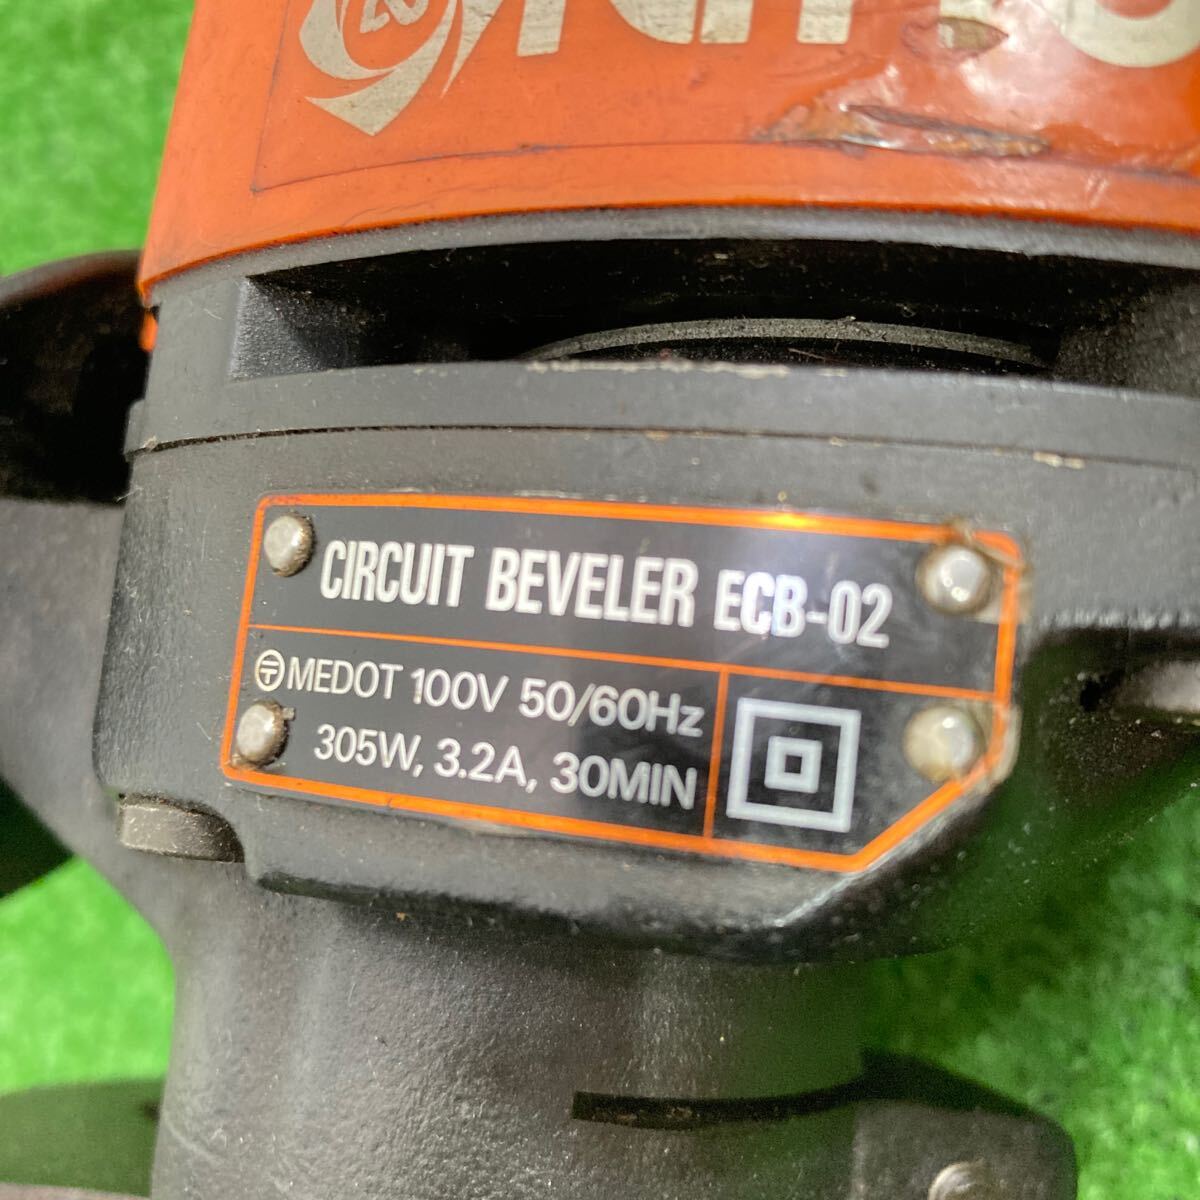 CIRCUIT BEVELER ECB-02
MEDOT 100V 50/60Hz
305W, 3.2A, 30MIN